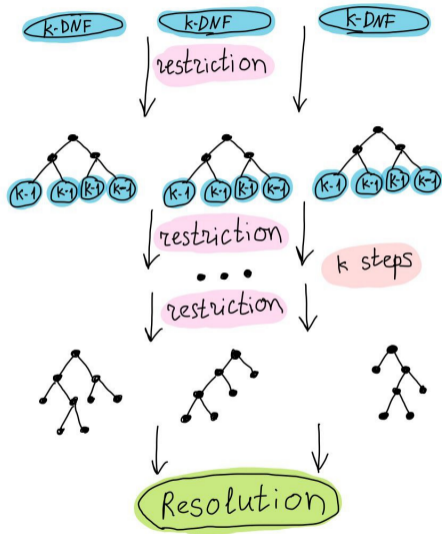 k-DNF k-DNF k-DNF
restriction
k-1 k-1 k-1 k-1 k-1 k-1 k-1 k-1 k-1 k-1 k-1 k-1
restriction
k steps
restriction
Resolution